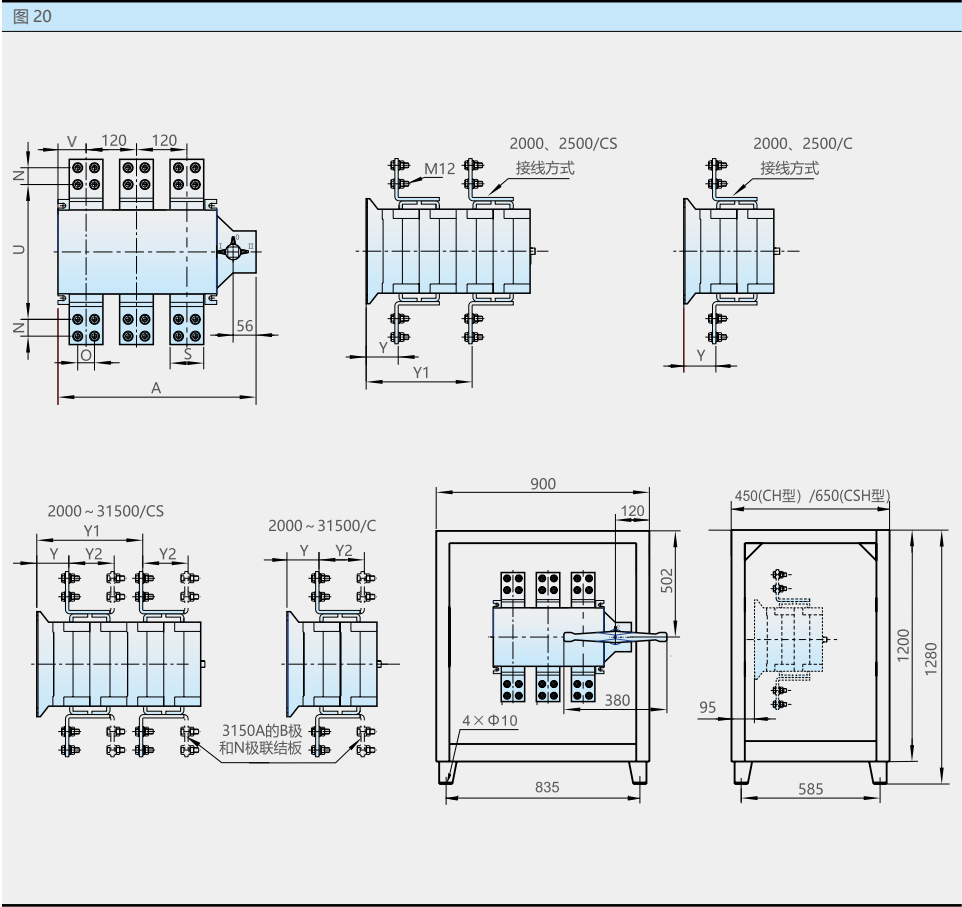 图 20
V 120 120
N
U
N
I O II
56
O S
A
2000、2500/CS
接线方式
M12
Y
Y1
2000、2500/C
接线方式
Y
2000～31500/CS
Y1
Y Y2 Y2
2000～31500/C
Y Y2
3150A的B极
和N极联结板
900
120
502
380
4×Φ10
835
450(CH型）/650(CSH型）
95
1200
1280
585